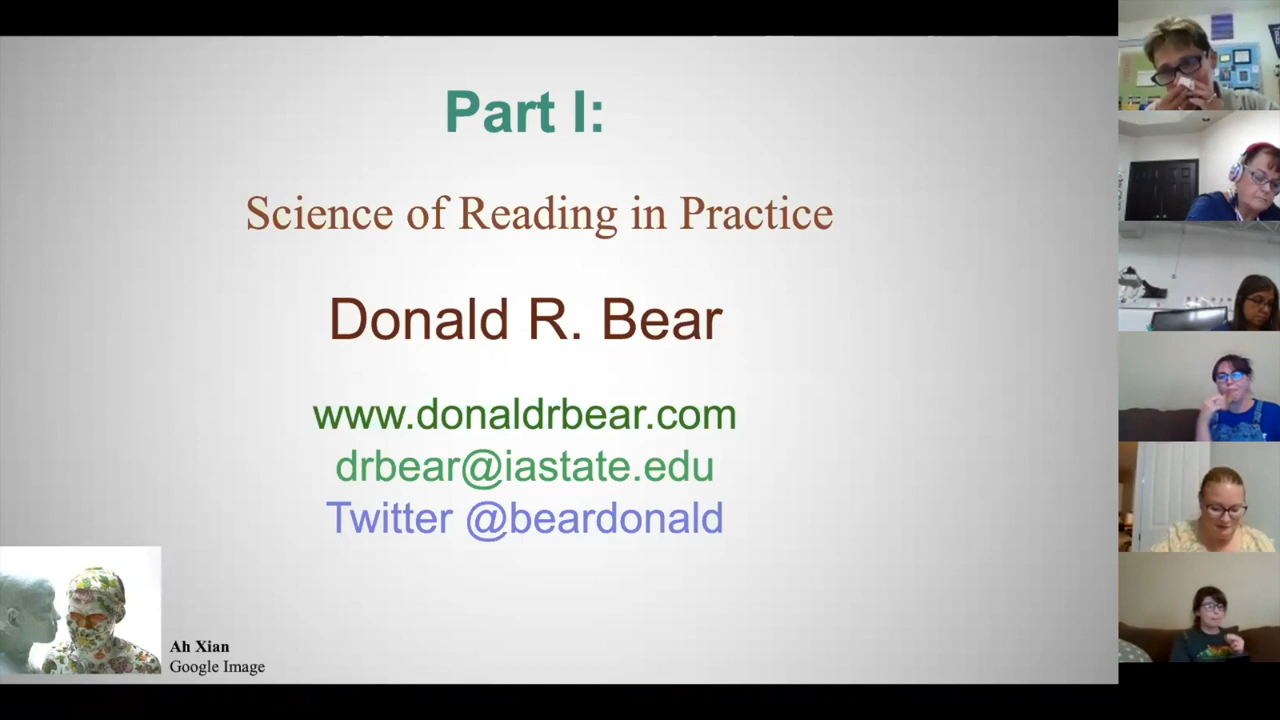 Part I:
Science of Reading in Practice
Donald R. Bear
www.donaldrbear.com
drbear@iastate.edu
Twitter @beardonald
Ah Xian
Google Image